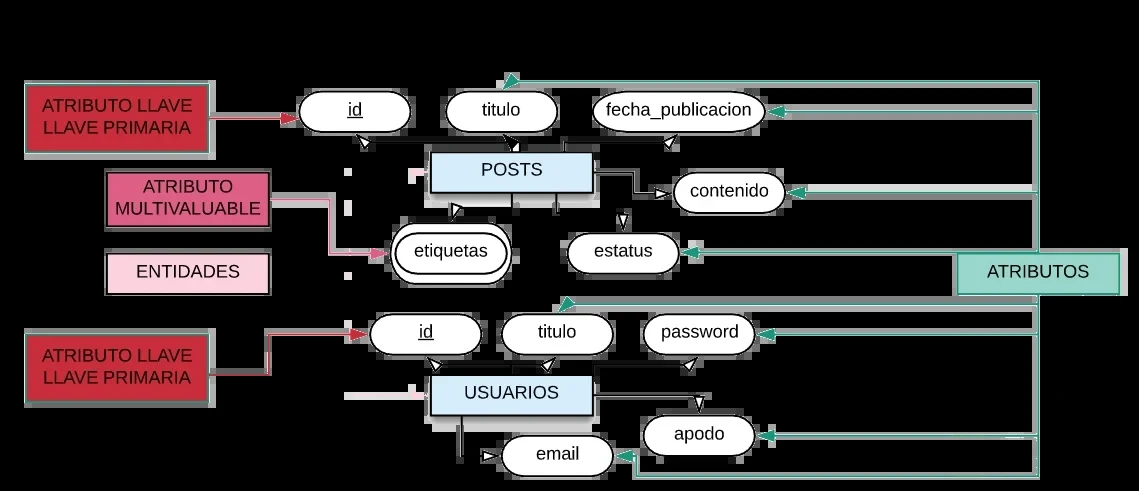 ATRIBUTO LLAVE
LLAVE PRIMARIA
id
titulo
fecha_publicacion
POSTS
ATRIBUTO
MULTIVALUABLE
contenido
etiquetas
estatus
ENTIDADES
ATRIBUTOS
id
titulo
password
ATRIBUTO LLAVE
LLAVE PRIMARIA
USUARIOS
apodo
email